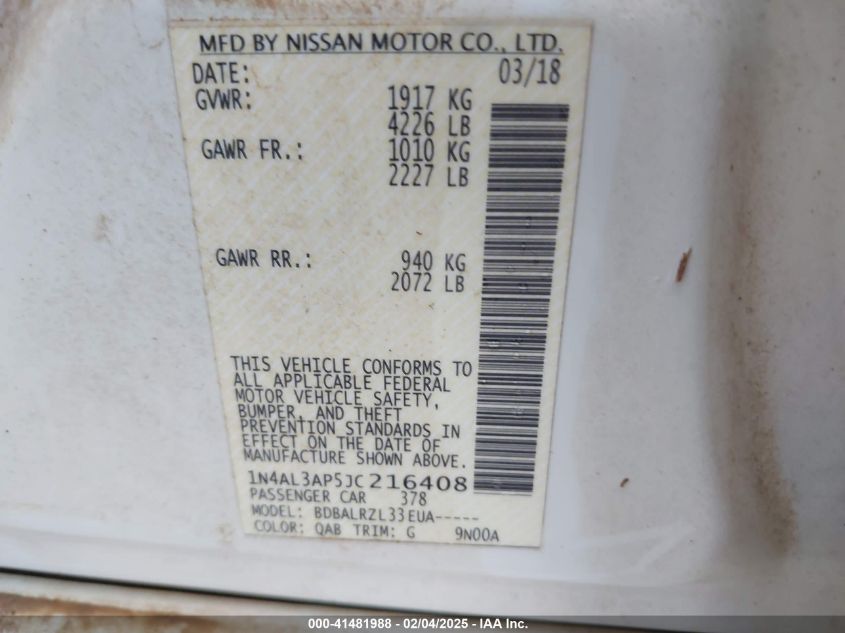 MFD BY NISSAN MOTOR CO., LTD.
DATE: 03/18
GVWR: 1917 KG
4226 LB
GAWR FR.: 1010 KG
2227 LB
GAWR RR.: 940 KG
2072 LB
THIS VEHICLE CONFORMS TO
ALL APPLICABLE FEDERAL
MOTOR VEHICLE SAFETY,
BUMPER, AND THEFT
PREVENTION STANDARDS IN
EFFECT ON THE DATE OF
MANUFACTURE SHOWN ABOVE.
1N4AL3AP5JC216408
PASSENGER CAR 378
MODEL: BDBALRZL33EUA-----
COLOR: QAB TRIM: G 9N00A
000-41481988 - 02/04/2025 - IAA Inc.